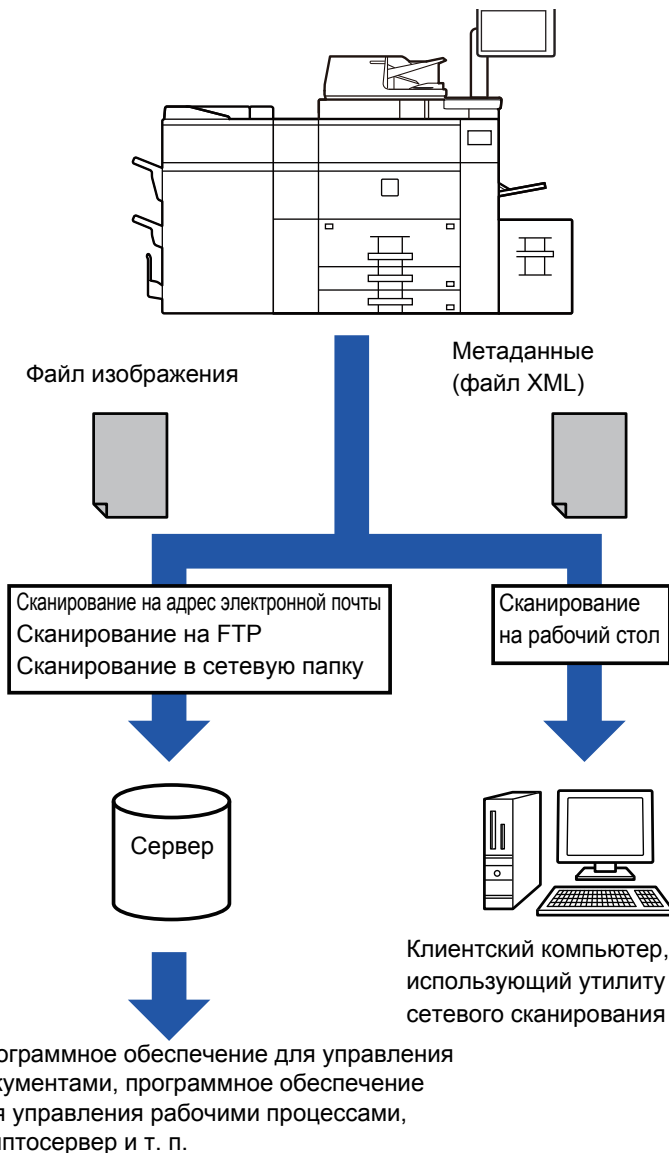 Файл изображения
Метаданные
(файл XML)
Сканирование на адрес электронной почты
Сканирование на FTP
Сканирование в сетевую папку
Сканирование
на рабочий стол
Сервер
Клиентский компьютер,
использующий утилиту
сетевого сканирования
ограммное обеспечение для управления
кументами, программное обеспечение
я управления рабочими процессами,
иптосервер и т. п.